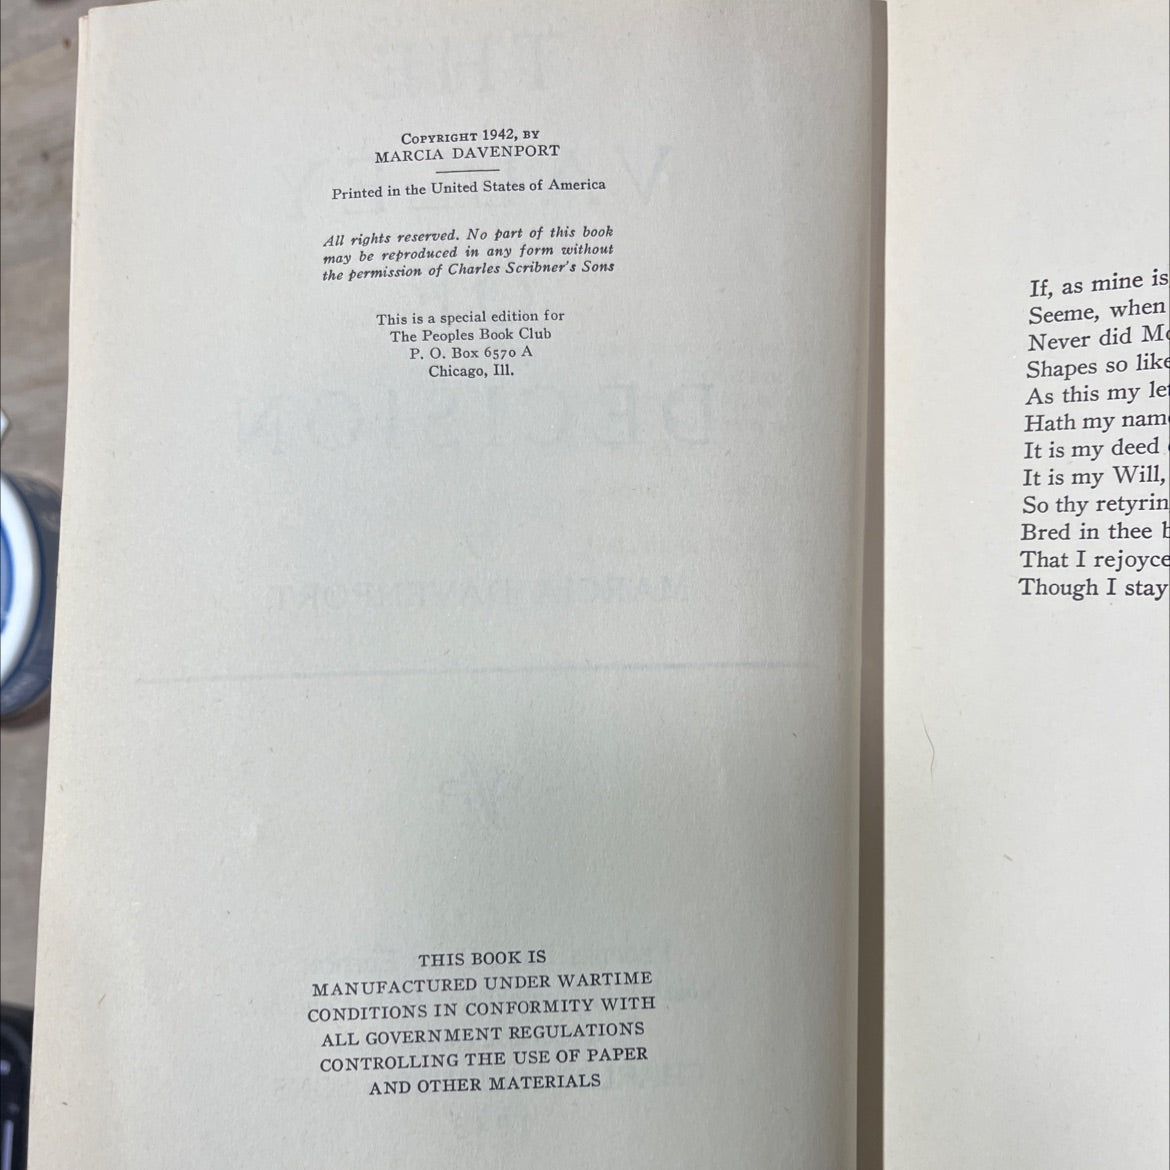 COPYRIGHT 1942, BY
MARCIA DAVENPORT
Printed in the United States of America
All rights reserved. No part of this book
may be reproduced in any form without
the permission of Charles Scribner's Sons
This is a special edition for
The Peoples Book Club
P. O. Box 6570 A
Chicago, Ill.
THIS BOOK IS
MANUFACTURED UNDER WARTIME
CONDITIONS IN CONFORMITY WITH
ALL GOVERNMENT REGULATIONS
CONTROLLING THE USE OF PAPER
AND OTHER MATERIALS
If, as mine is
Seeme, when
Never did
Shapes so like
As this my
Hath my
It is my deed
It is my Will,
So thy
Bred in thee
That I rejoyce
Though I stay